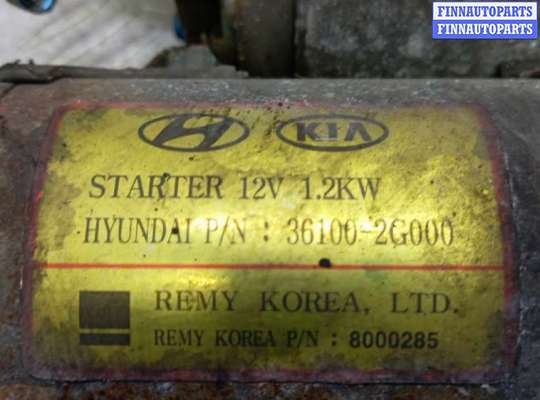 FINNAUTOPARTS
FINNAUTOPARTS
KIA
STARTER 12V 1.2KW
HYUNDAI P/N : 36100-2G000
REMY KOREA, LTD.
REMY KOREA P/N : 8000285